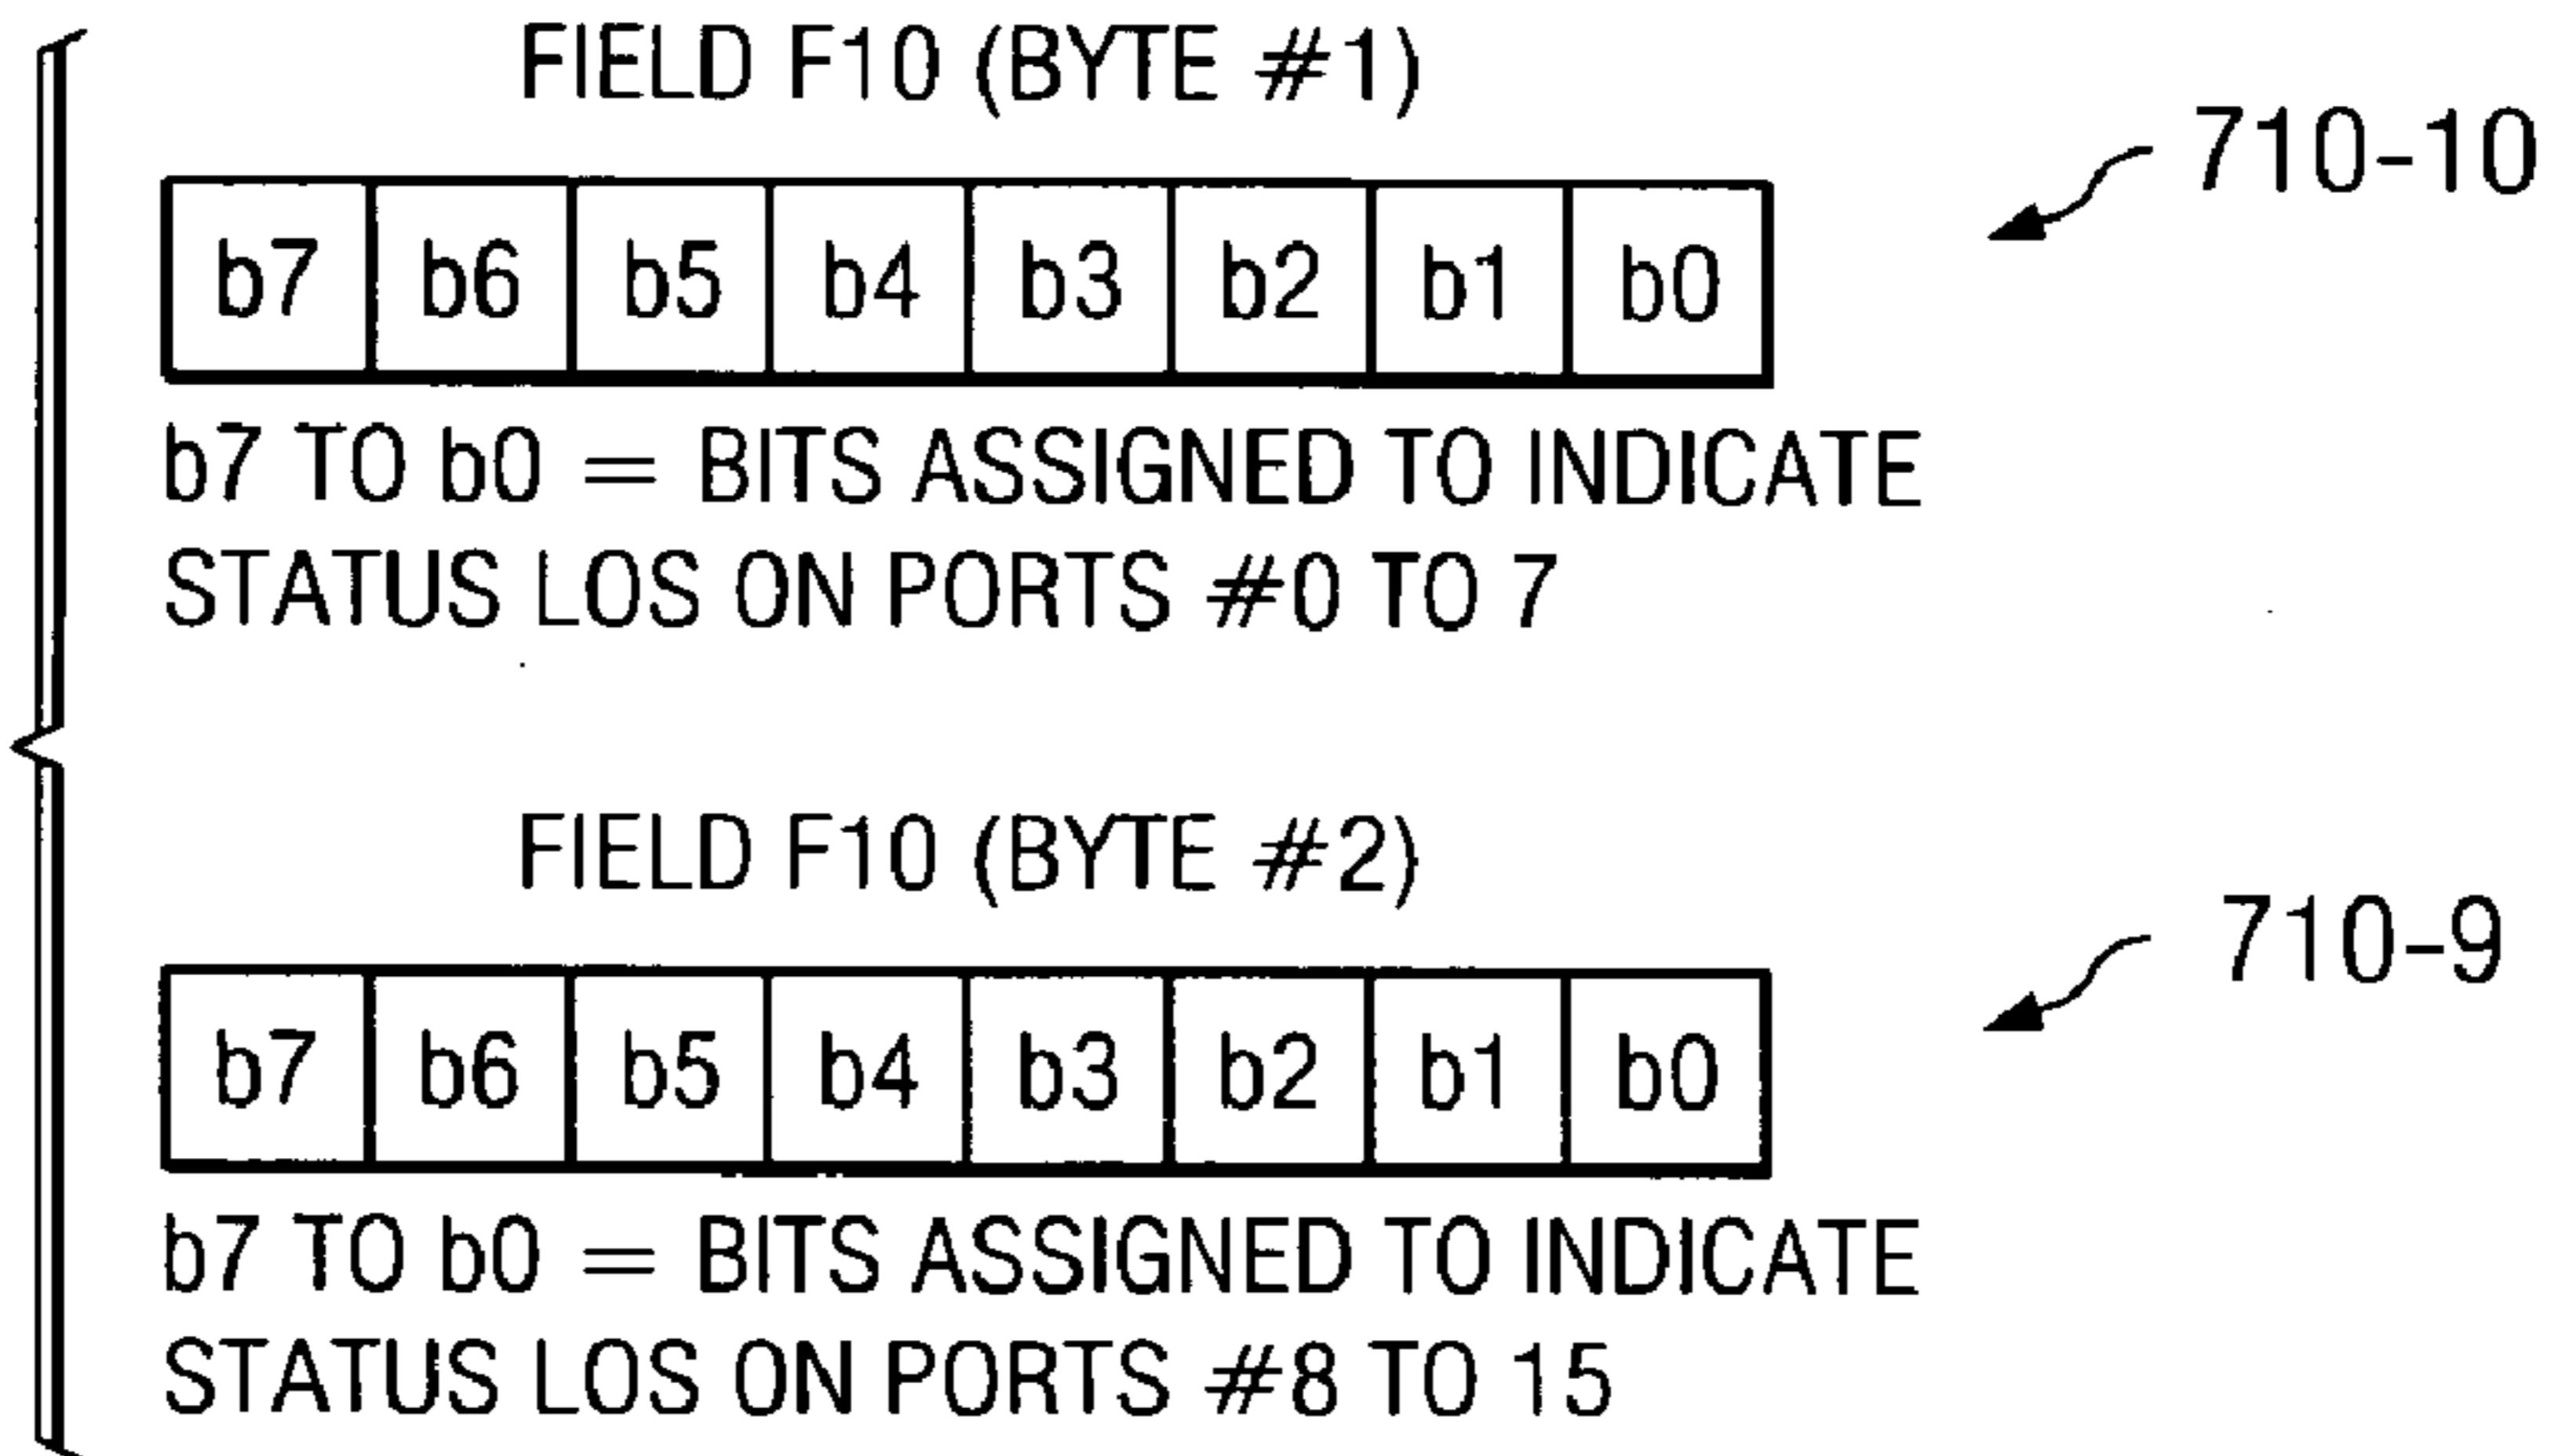 FIELD F10 (BYTE #1)
710-10
b7 b6 b5 b4 b3 b2 b1 b0
b7 TO b0 = BITS ASSIGNED TO INDICATE
STATUS LOS ON PORTS #0 TO 7
FIELD F10 (BYTE #2)
710-9
b7 b6 b5 b4 b3 b2 b1 b0
b7 TO b0 = BITS ASSIGNED TO INDICATE
STATUS LOS ON PORTS #8 TO 15